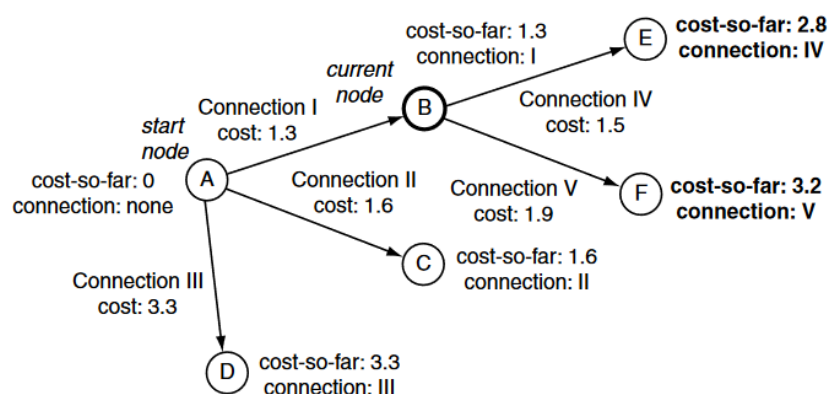 cost-so-far: 1.3
connection: I
E
cost-so-far: 2.8
connection: IV
current
node
B
Connection I
cost: 1.3
Connection IV
cost: 1.5
start
node
A
cost-so-far: 0
connection: none
Connection II
cost: 1.6
Connection V
cost: 1.9
F
cost-so-far: 3.2
connection: V
C
cost-so-far: 1.6
connection: II
Connection III
cost: 3.3
D
cost-so-far: 3.3
connection: III